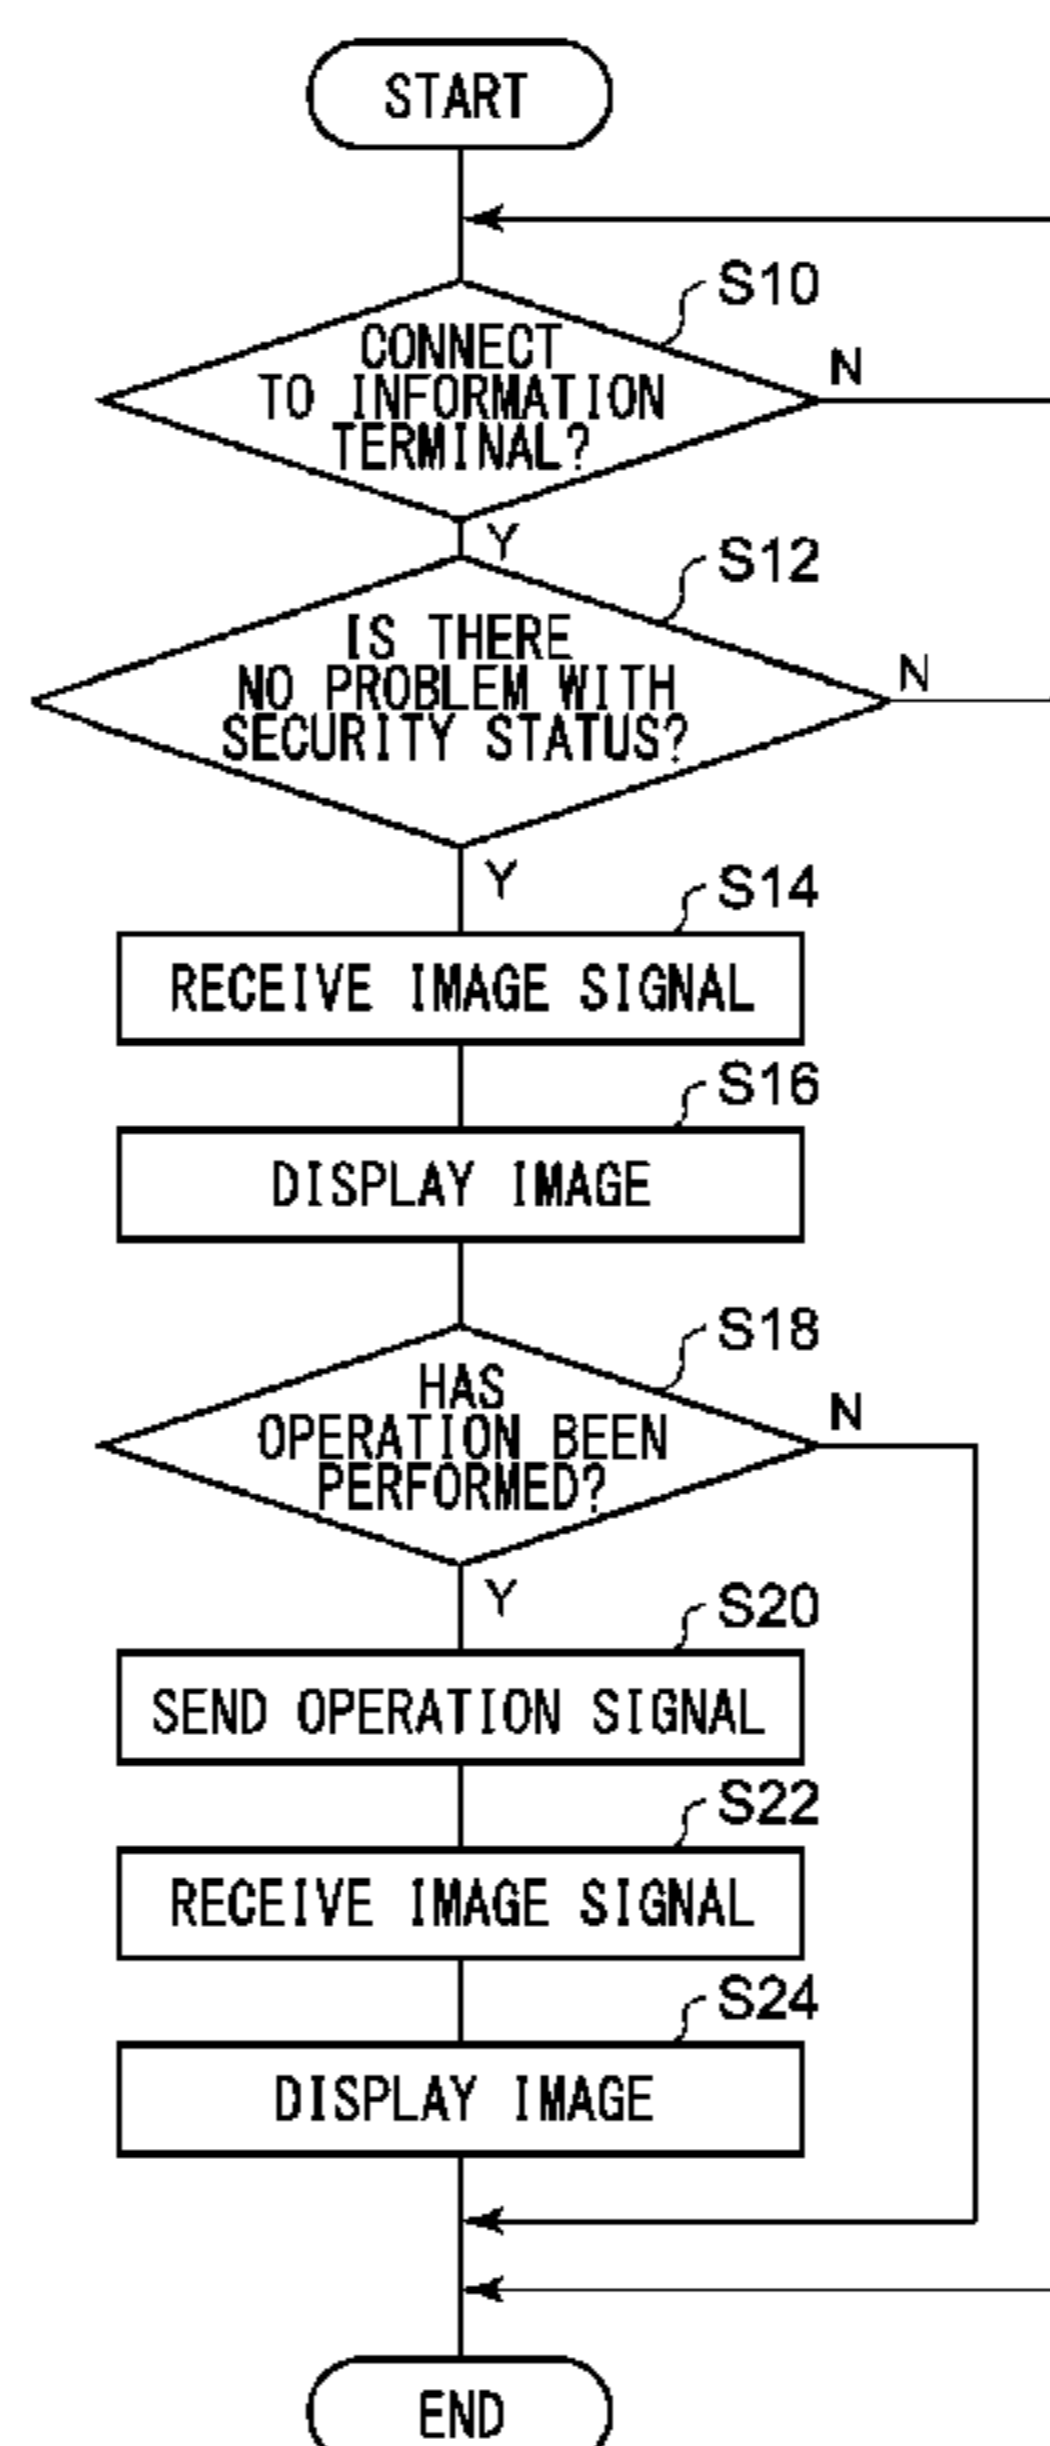 START
S10
CONNECT
TO INFORMATION
TERMINAL?
N
Y
S12
IS THERE
NO PROBLEM WITH
SECURITY STATUS?
N
Y
S14
RECEIVE IMAGE SIGNAL
S16
DISPLAY IMAGE
S18
HAS
OPERATION BEEN
PERFORMED?
N
Y
S20
SEND OPERATION SIGNAL
S22
RECEIVE IMAGE SIGNAL
S24
DISPLAY IMAGE
END